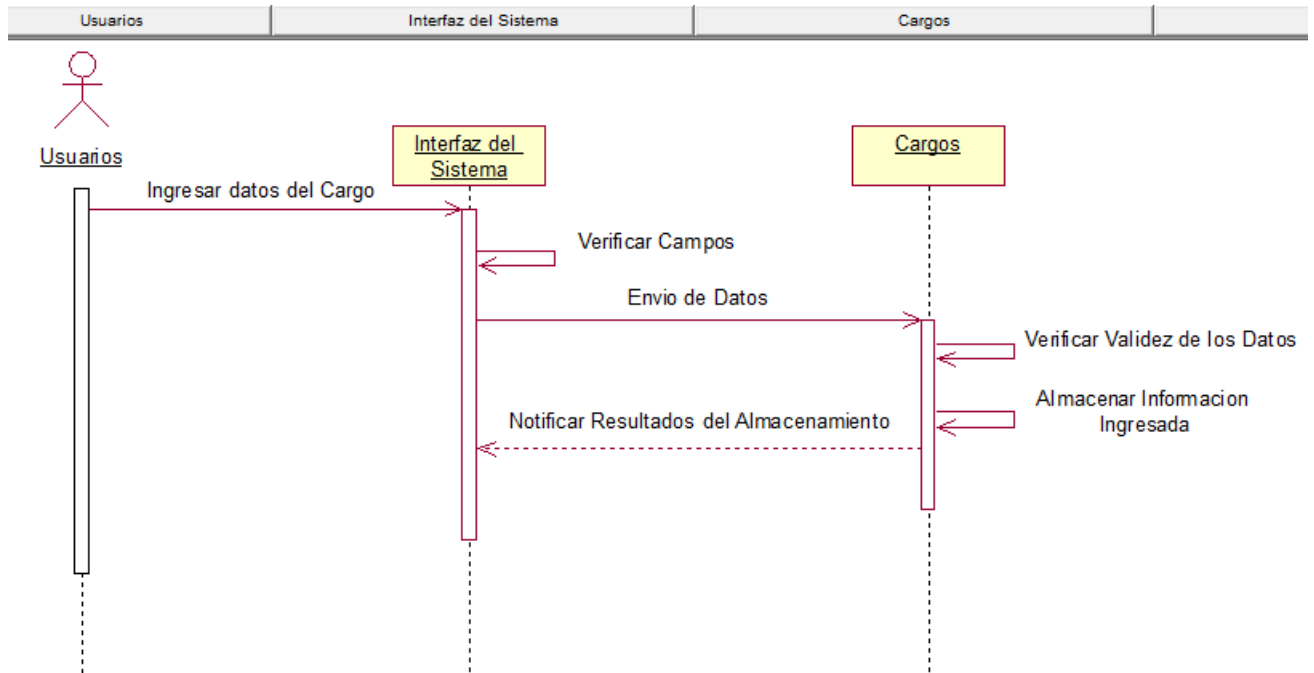 Usuarios
Interfaz del Sistema
Cargos
Usuarios
Interfaz del
Sistema
Cargos
Ingresar datos del Cargo
Verificar Campos
Envio de Datos
Verificar Validez de los Datos
Almacenar Informacion
Ingresada
Notificar Resultados del Almacenamiento